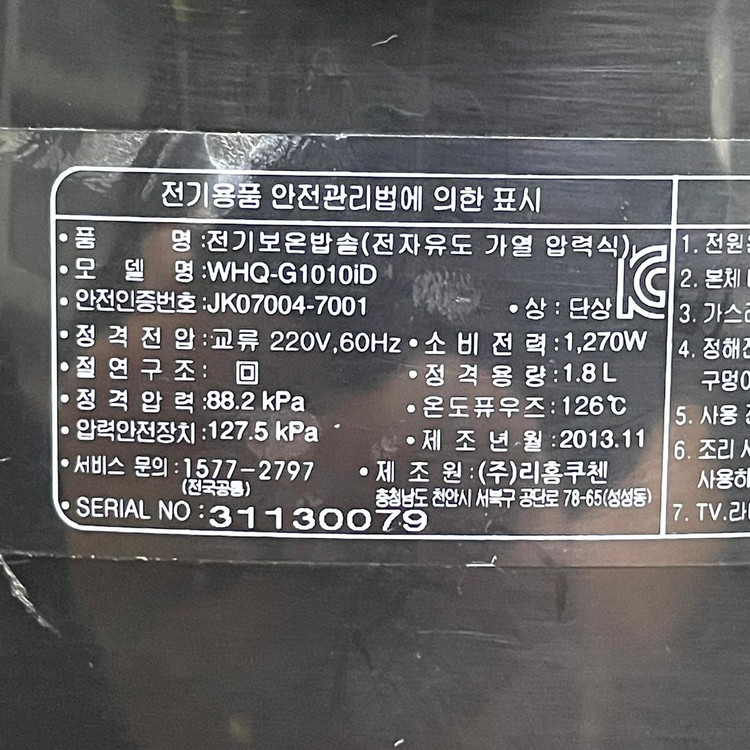 전기용품 안전관리법에 의한 표시
• 품 명 : 전기보온밥솥(전자유도 가열 압력식)
• 모 델 명 : WHQ-G1010iD
• 안전인증번호 : JK07004-7001 • 상 : 단상
• 정 격 전 압 : 교류 220V,60Hz • 소 비 전 력 : 1,270W
• 절 연 구 조 : 回 • 정 격 용 량 : 1.8 L
• 정 격 압 력 : 88.2 kPa • 온도퓨우즈 : 126℃
• 압력안전장치 : 127.5 kPa • 제 조 년 월 : 2013.11
• 서비스 문의 : 1577-2797 • 제 조 원 : (주)리홈쿠첸
(전국공통) 충청남도 천안시 서북구 공단로 78-65(성성동)
• SERIAL NO : 31130079
1. 전원
2. 본체
3. 가스
4. 정해진
구멍
5. 사용
6. 조리 시
사용하
7. TV.라